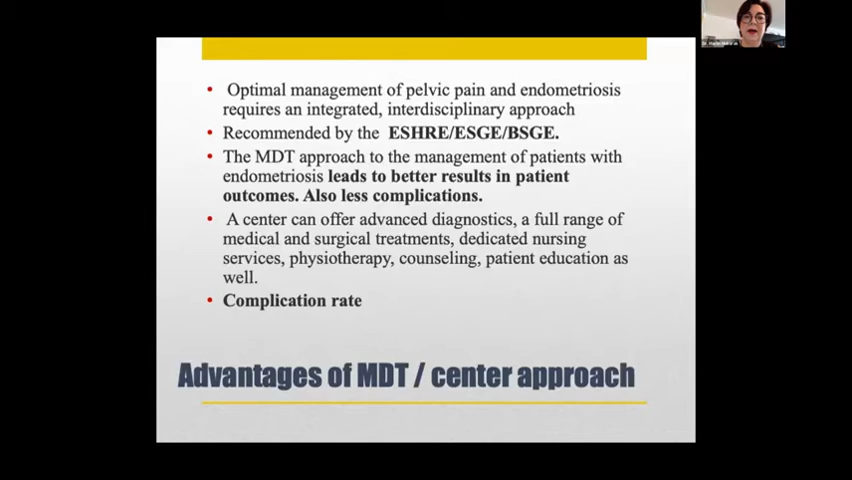 • Optimal management of pelvic pain and endometriosis
requires an integrated, interdisciplinary approach
• Recommended by the ESHRE/ESGE/BSGE.
• The MDT approach to the management of patients with
endometriosis leads to better results in patient
outcomes. Also less complications.
• A center can offer advanced diagnostics, a full range of
medical and surgical treatments, dedicated nursing
services, physiotherapy, counseling, patient education as
well.
• Complication rate
Advantages of MDT / center approach